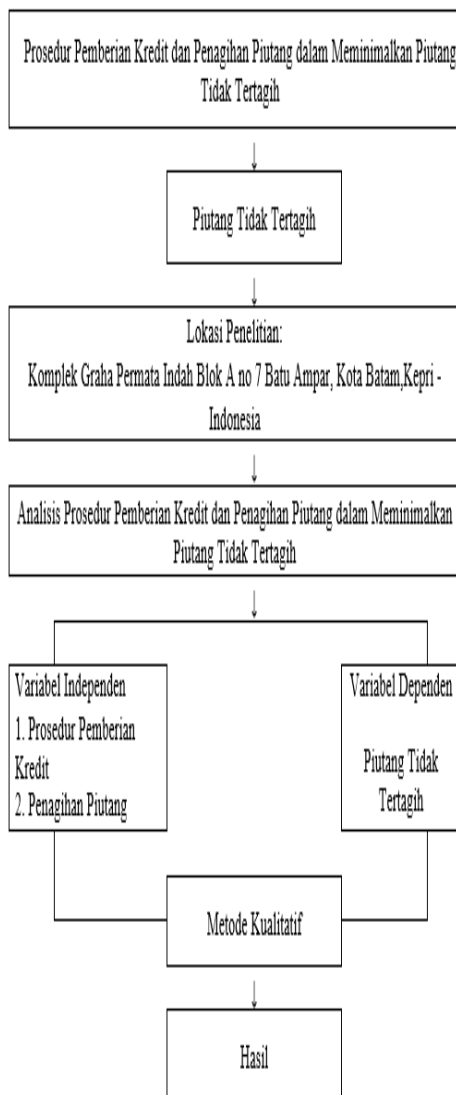 Prosedur Pemberian Kredit dan Penagihan Piutang dalam Meminimalkan Piutang
Tidak Tertagih
Piutang Tidak Tertagih
Lokasi Penelitian:
Komplek Graha Permata Indah Blok A no 7 Batu Ampar, Kota Batam,Kepri -
Indonesia
Analisis Prosedur Pemberian Kredit dan Penagihan Piutang dalam Meminimalkan
Piutang Tidak Tertagih
Variabel Independen
1. Prosedur Pemberian
Kredit
2. Penagihan Piutang
Variabel Dependen
Piutang Tidak
Tertagih
Metode Kualitatif
Hasil